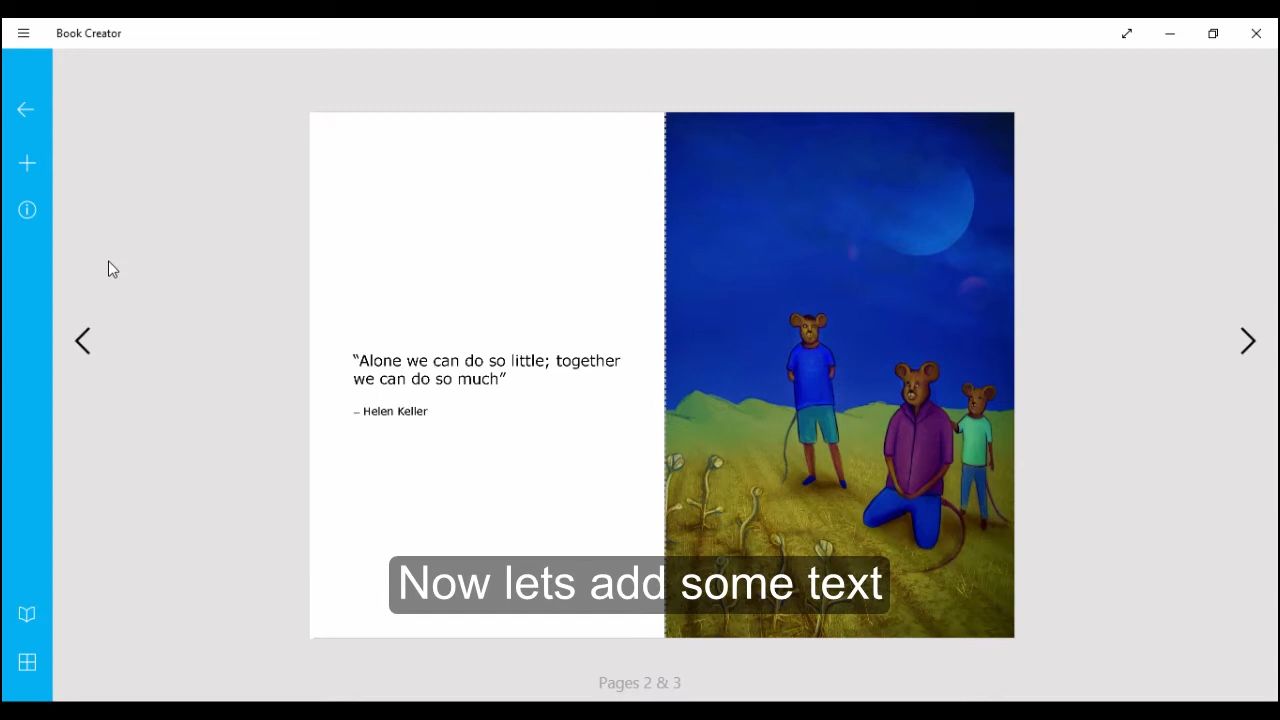 Book Creator
“Alone we can do so little; together
we can do so much”
– Helen Keller
Now lets add some text
Pages 2 & 3